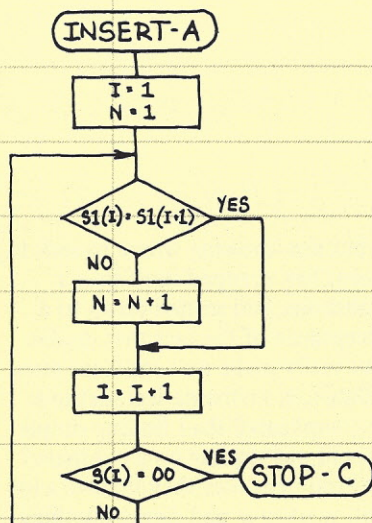 INSERT-A
I=1
N=1
S1(I)=S1(I+1)
YES
NO
N=N+1
I=I+1
S(I)=00
YES
STOP-C
NO